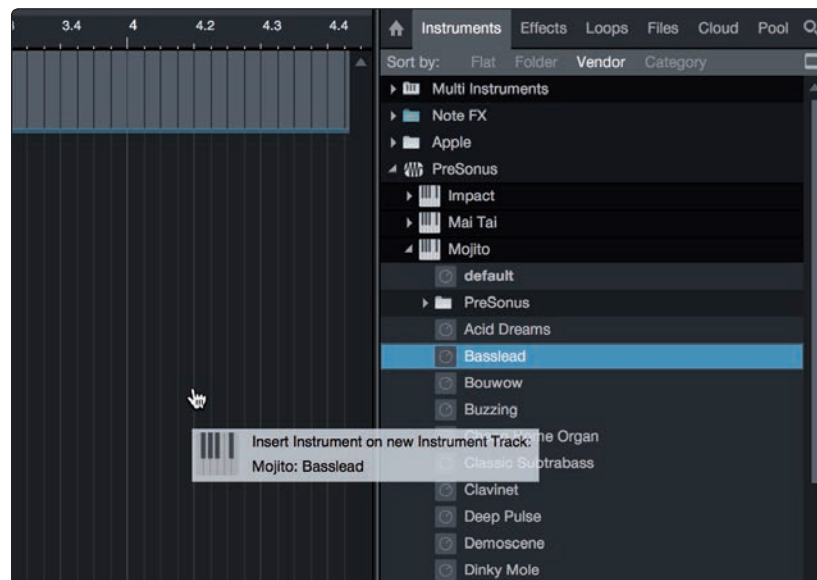 3.4 4 4.2 4.3 4.4
Instruments Effects Loops Files Cloud Pool
Sort by: Flat Folder Vendor Category
Multi Instruments
Note FX
Apple
PreSonus
Impact
Mai Tai
Mojito
default
PreSonus
Acid Dreams
Basslead
Bouwow
Buzzing
Insert Instrument on new Instrument Track:
Mojito: Basslead
Organ
Classic Subtrabass
Clavinet
Deep Pulse
Demoscene
Dinky Mole